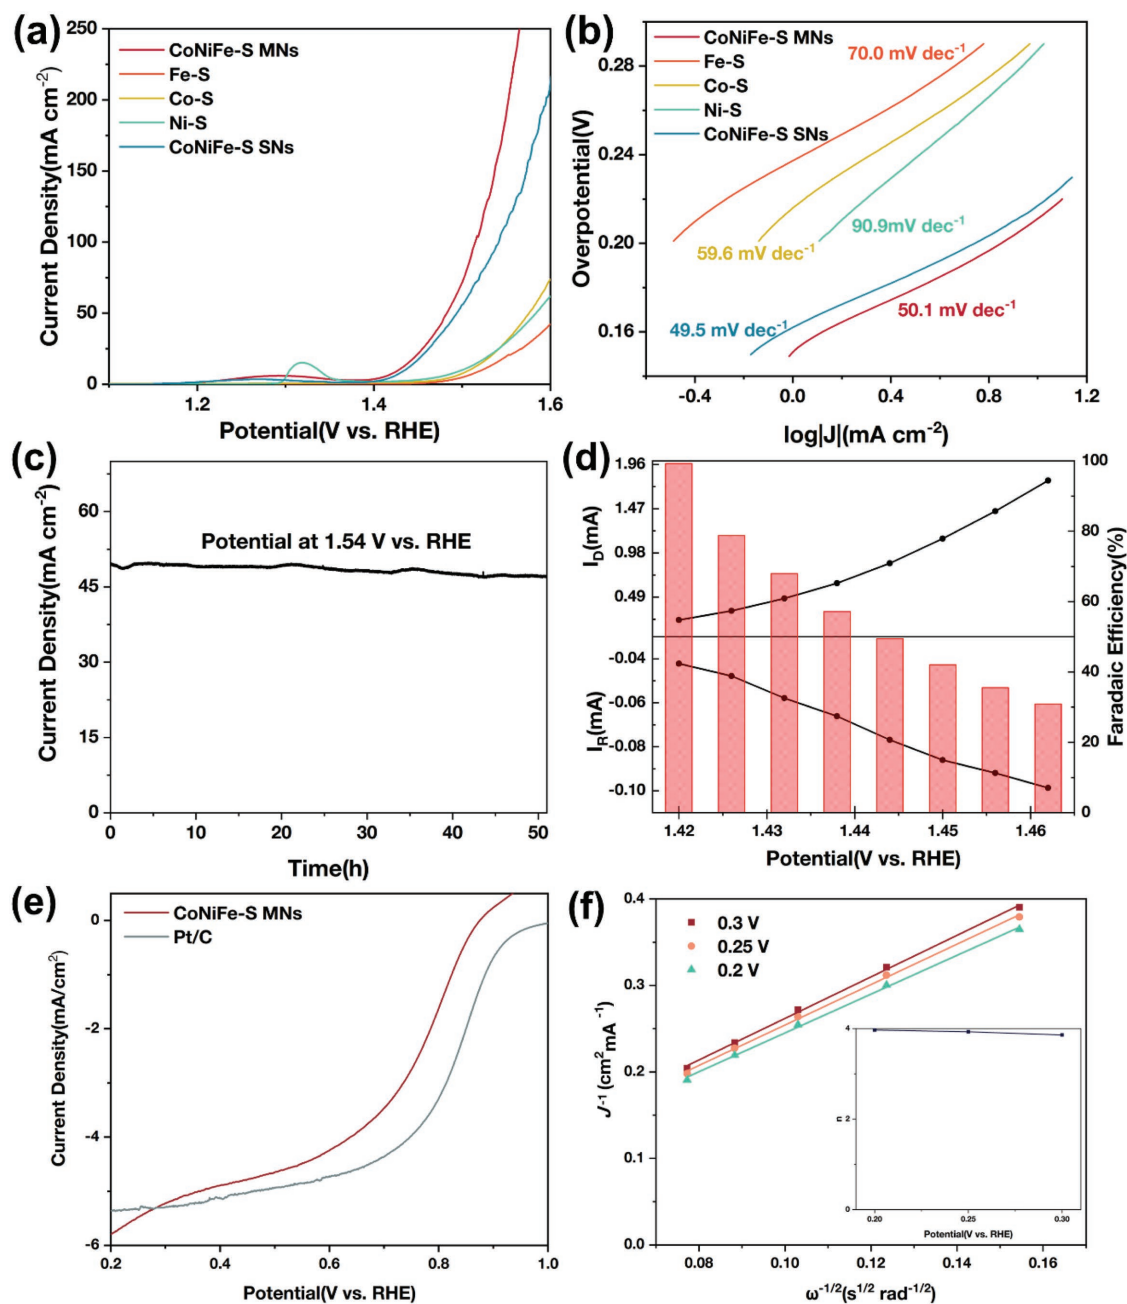 (a)
CoNiFe-S MNs
Fe-S
Co-S
Ni-S
CoNiFe-S SNs
Current Density(mA cm⁻²)
250
200
150
100
50
0
1.2
1.4
1.6
Potential(V vs. RHE)
(b)
CoNiFe-S MNs
Fe-S
Co-S
Ni-S
CoNiFe-S SNs
70.0 mV dec⁻¹
59.6 mV dec⁻¹
90.9mV dec⁻¹
49.5 mV dec⁻¹
50.1 mV dec⁻¹
Overpotential(V)
0.28
0.24
0.20
0.16
-0.4
0.0
0.4
0.8
1.2
log|J|(mA cm⁻²)
(c)
Potential at 1.54 V vs. RHE
Current Density(mA cm⁻²)
60
45
30
15
0
0
10
20
30
40
50
Time(h)
(d)
I_D(mA)
1.96
1.47
0.98
0.49
I_R(mA)
-0.04
-0.06
-0.08
-0.10
Faradaic Efficiency(%)
100
80
60
40
20
0
1.42
1.43
1.44
1.45
1.46
Potential(V vs. RHE)
(e)
CoNiFe-S MNs
Pt/C
Current Density(mA/cm²)
0
-2
-4
-6
0.2
0.4
0.6
0.8
1.0
Potential(V vs. RHE)
(f)
0.3 V
0.25 V
0.2 V
J⁻¹ (cm²mA⁻¹)
0.4
0.3
0.2
0.1
0.0
0.08
0.10
0.12
0.14
0.16
ω⁻¹/²(s¹/² rad⁻¹/²)
n
4
2
0
0.20
0.25
0.30
Potential(V vs. RHE)